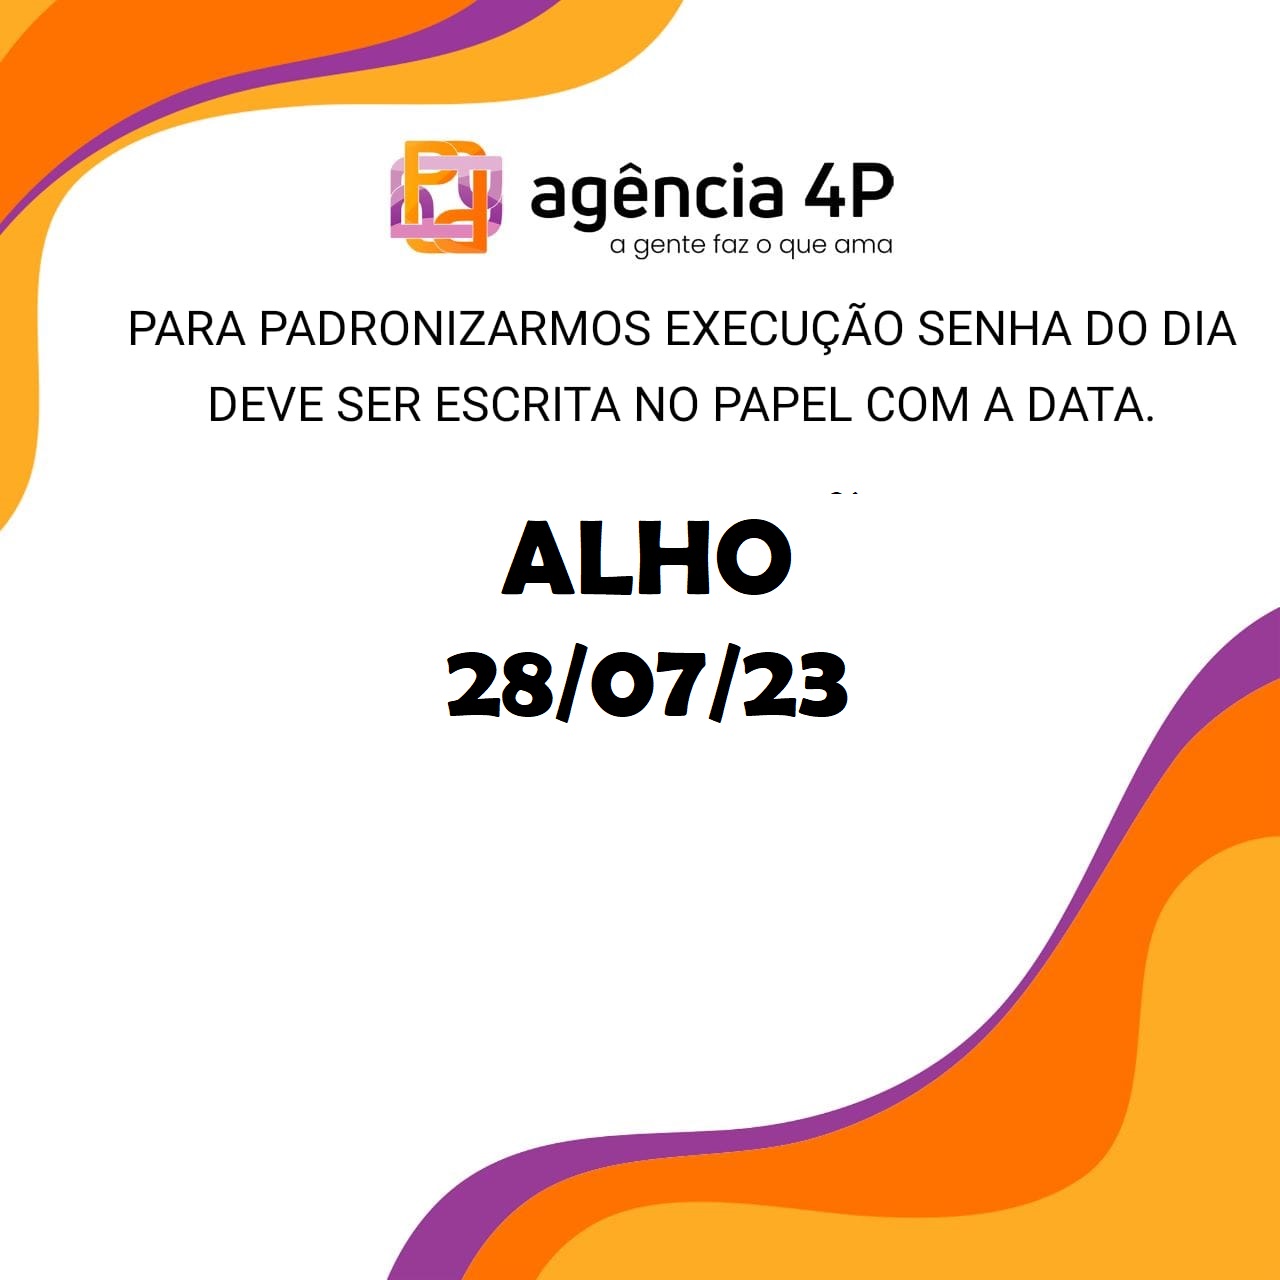 agência 4P
a gente faz o que ama
PARA PADRONIZARMOS EXECUÇÃO SENHA DO DIA
DEVE SER ESCRITA NO PAPEL COM A DATA.
ALHO
28/07/23